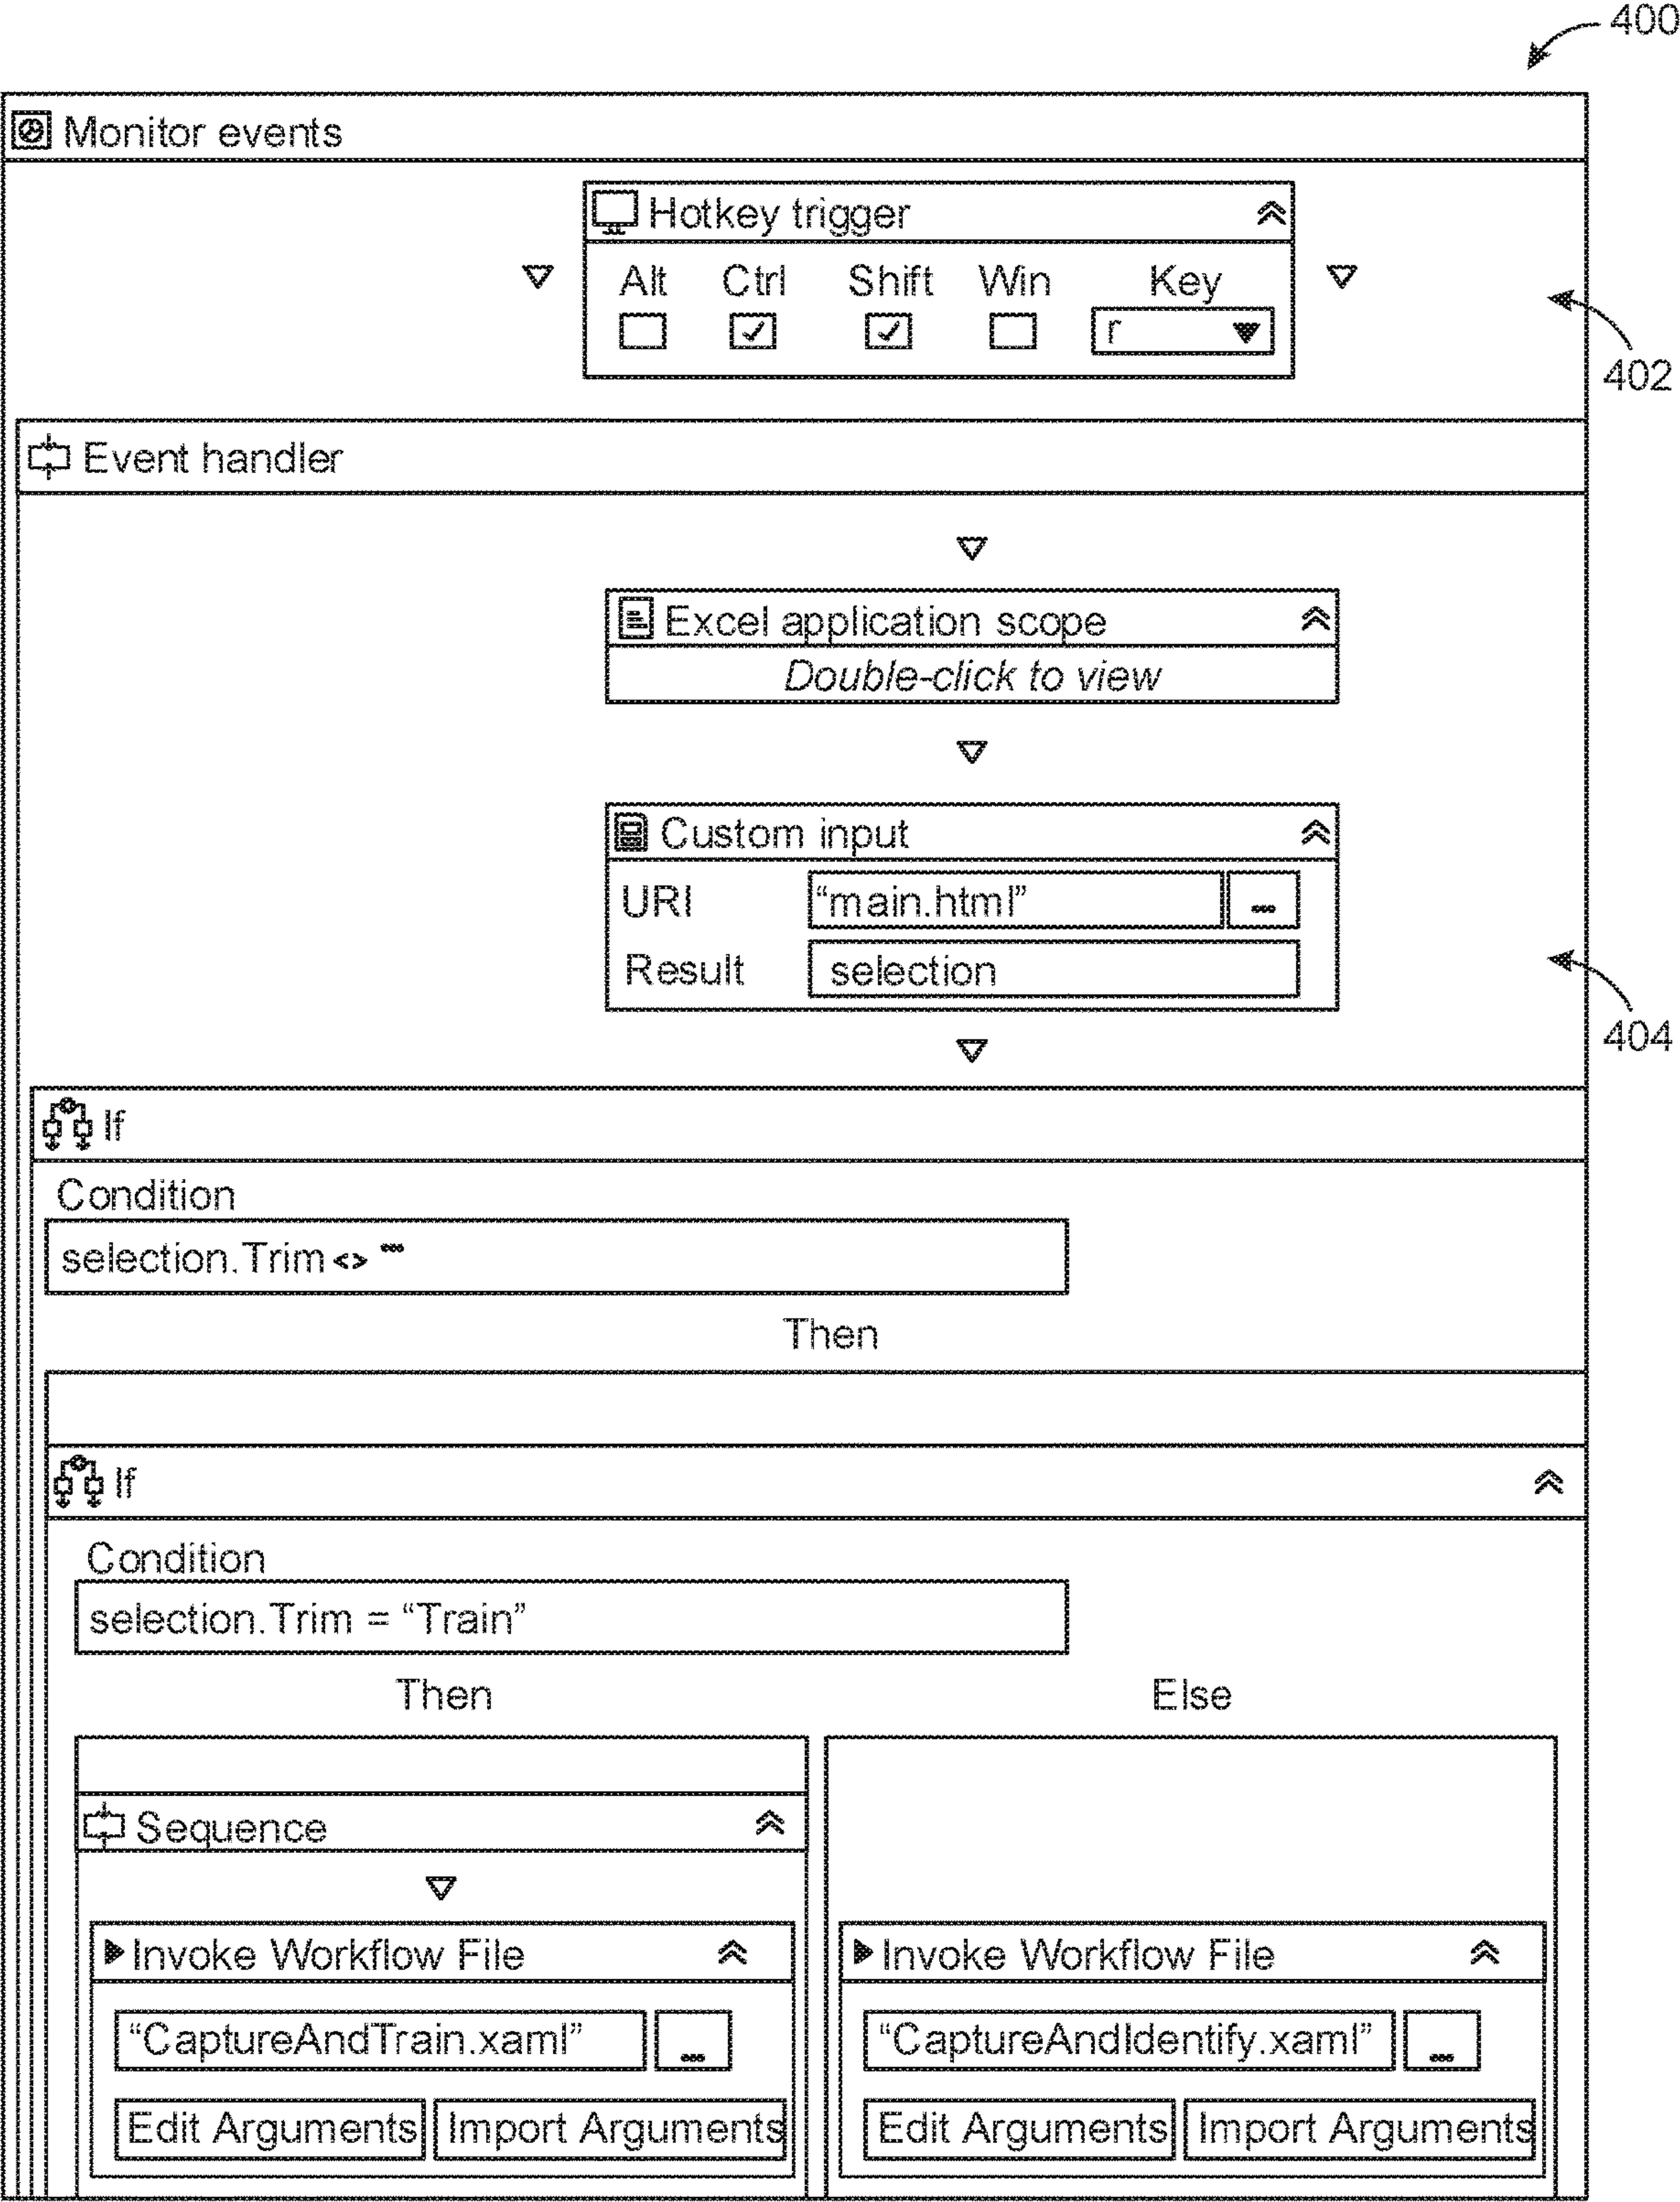 400
Monitor events
Hotkey trigger
Alt Ctrl Shift Win Key
r
402
Event handler
Excel application scope
Double-click to view
Custom input
URI "main.html" ...
Result selection
404
If
Condition
selection.Trim <> ""
Then
If
Condition
selection.Trim = “Train”
Then Else
Sequence
Invoke Workflow File Invoke Workflow File
“CaptureAndTrain.xaml” ... “CaptureAndIdentify.xaml” ...
Edit Arguments Import Arguments Edit Arguments Import Arguments